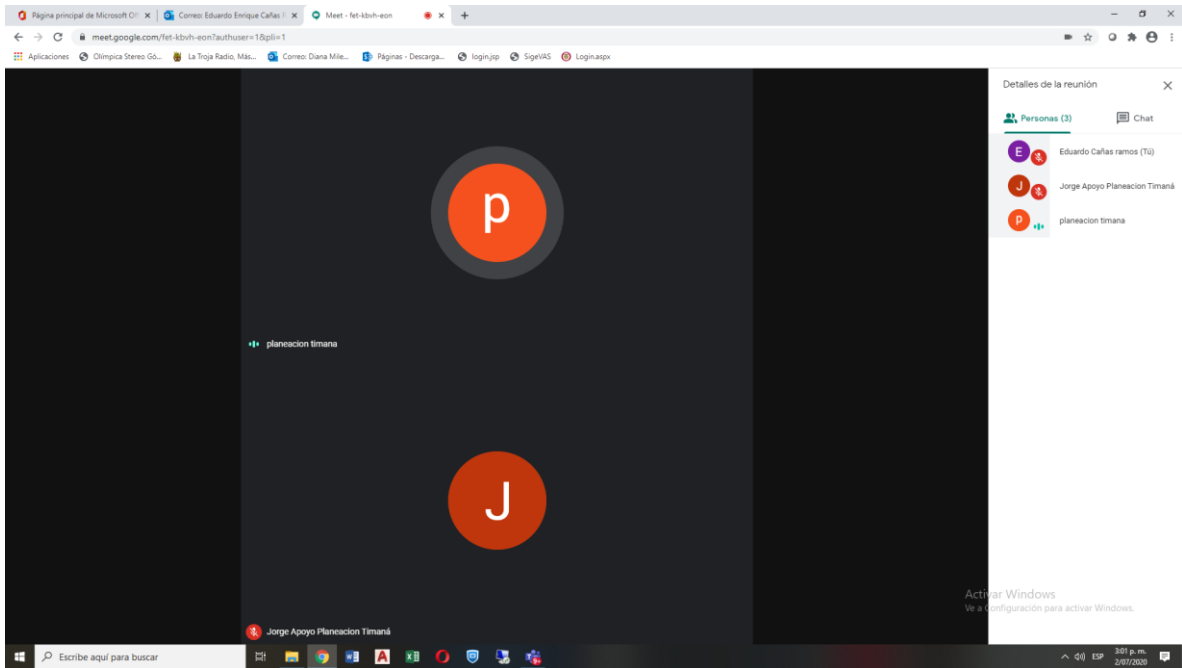 Página principal de Microsoft Of
Correo: Eduardo Enrique Cañas
Meet - fet-kbvh-eon
meet.google.com/fet-kbvh-eon?authuser=1&pli=1
Aplicaciones
Olímpica Stereo Gó...
La Troja Radio, Más...
Correo: Diana Mile...
Páginas - Descarga...
login.jsp
SigeVAS
Login.aspx
Detalles de la reunión
Personas (3)
Chat
E
Eduardo Cañas ramos (Tú)
J
Jorge Apoyo Planeacion Timaná
P
planeacion timana
p
planeacion timana
J
Jorge Apoyo Planeacion Timaná
Activar Windows
Ve a Configuración para activar Windows.
Escribe aquí para buscar
ESP
3:01 p. m.
2/07/2020